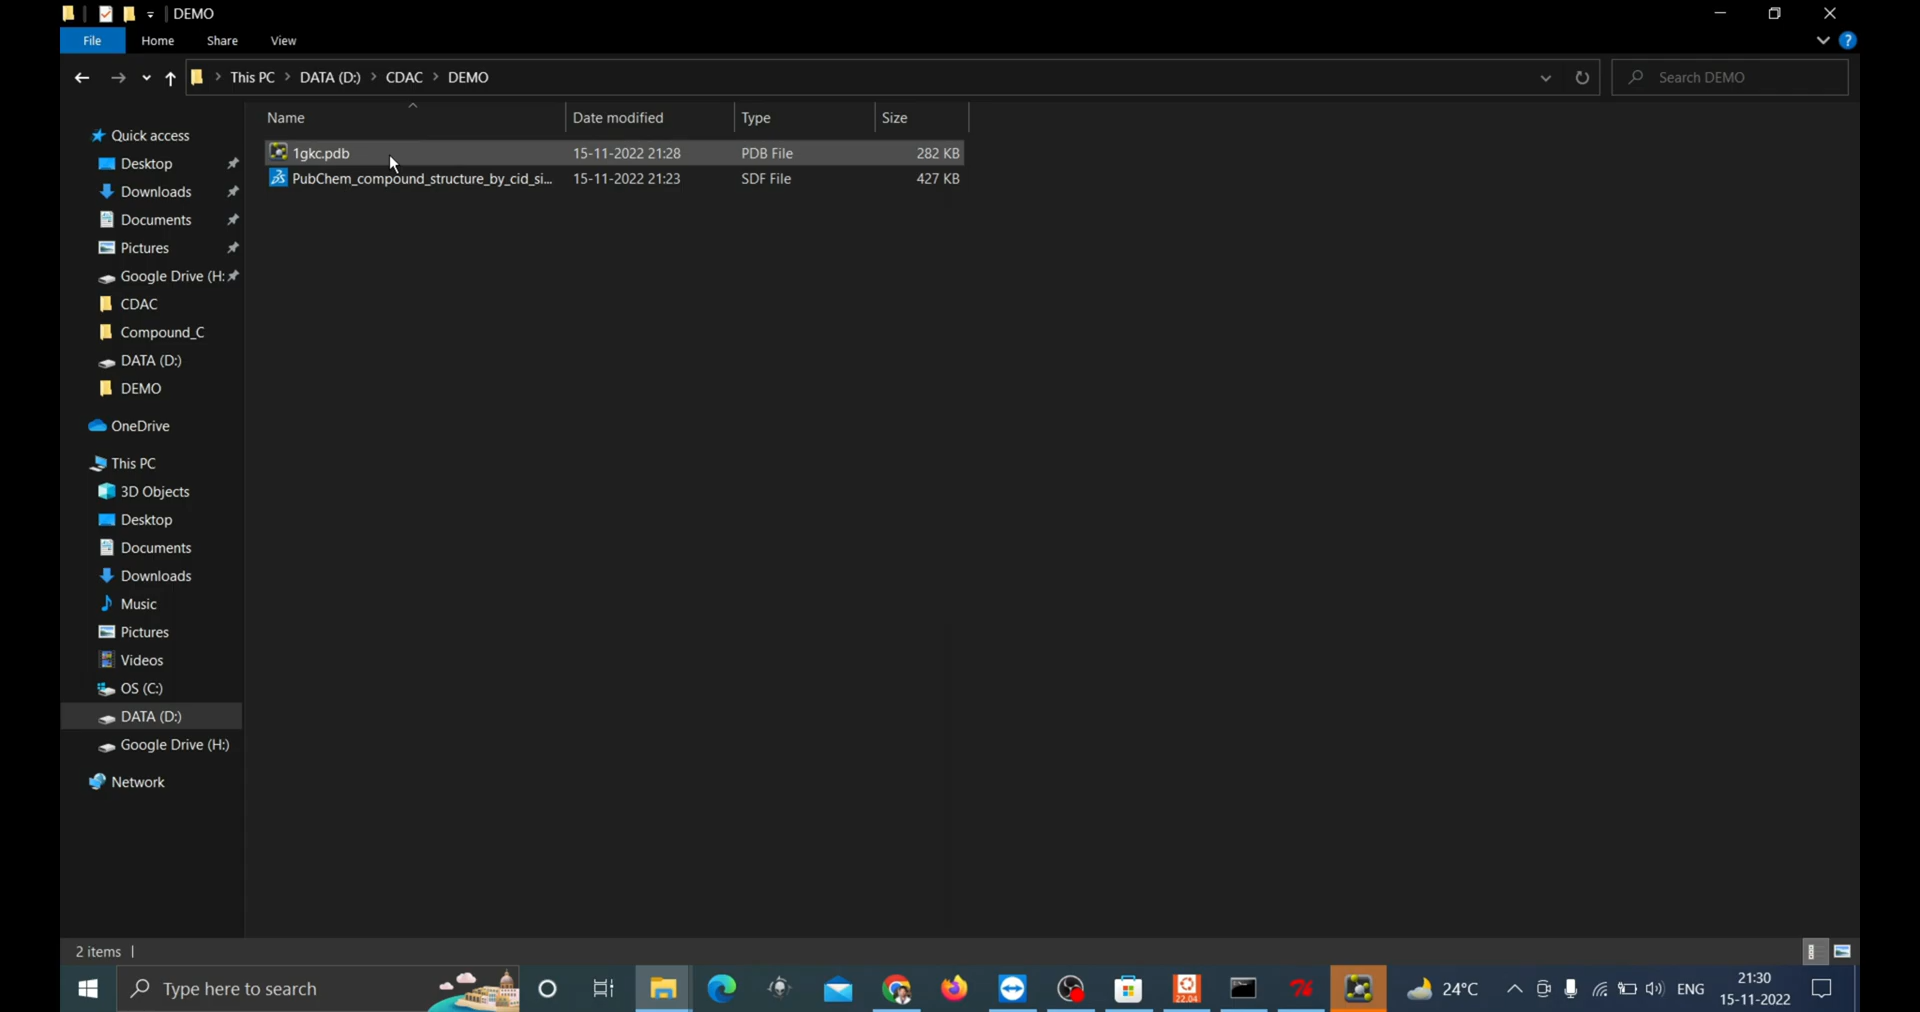 DEMO
File Home Share View
This PC DATA (D:) CDAC DEMO Search DEMO
Name Date modified Type Size
1gkc.pdb 15-11-2022 21:28 PDB File 282 KB
PubChem_compound_structure_by_cid_si... 15-11-2022 21:23 SDF File 427 KB
Quick access
Desktop
Downloads
Documents
Pictures
Google Drive (H:
CDAC
Compound_C
DATA (D:)
DEMO
OneDrive
This PC
3D Objects
Desktop
Documents
Downloads
Music
Pictures
Videos
OS (C:)
DATA (D:)
Google Drive (H:)
Network
2 items
Type here to search 22.04 24°C ENG 21:30
15-11-2022